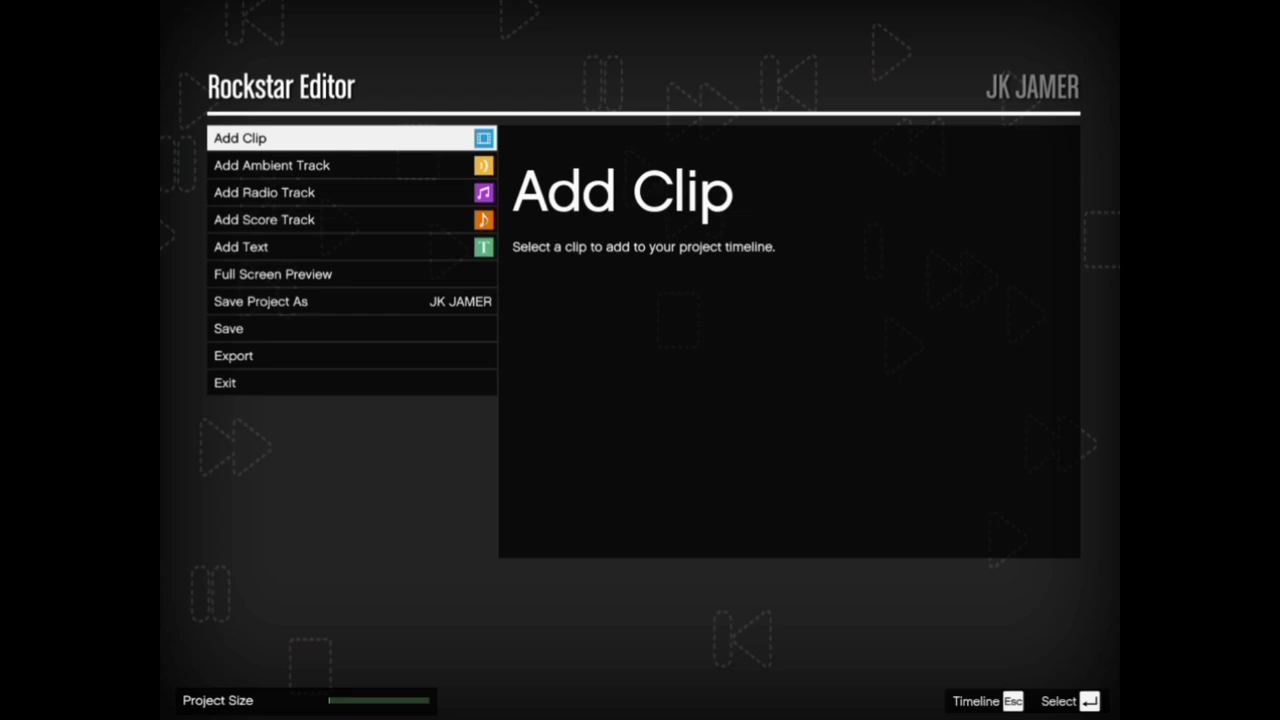 Rockstar Editor
JK JAMER
Add Clip
Add Ambient Track
Add Radio Track
Add Score Track
Add Text
T
Full Screen Preview
Save Project As JK JAMER
Save
Export
Exit
Add Clip
Select a clip to add to your project timeline.
Project Size
Timeline Esc Select